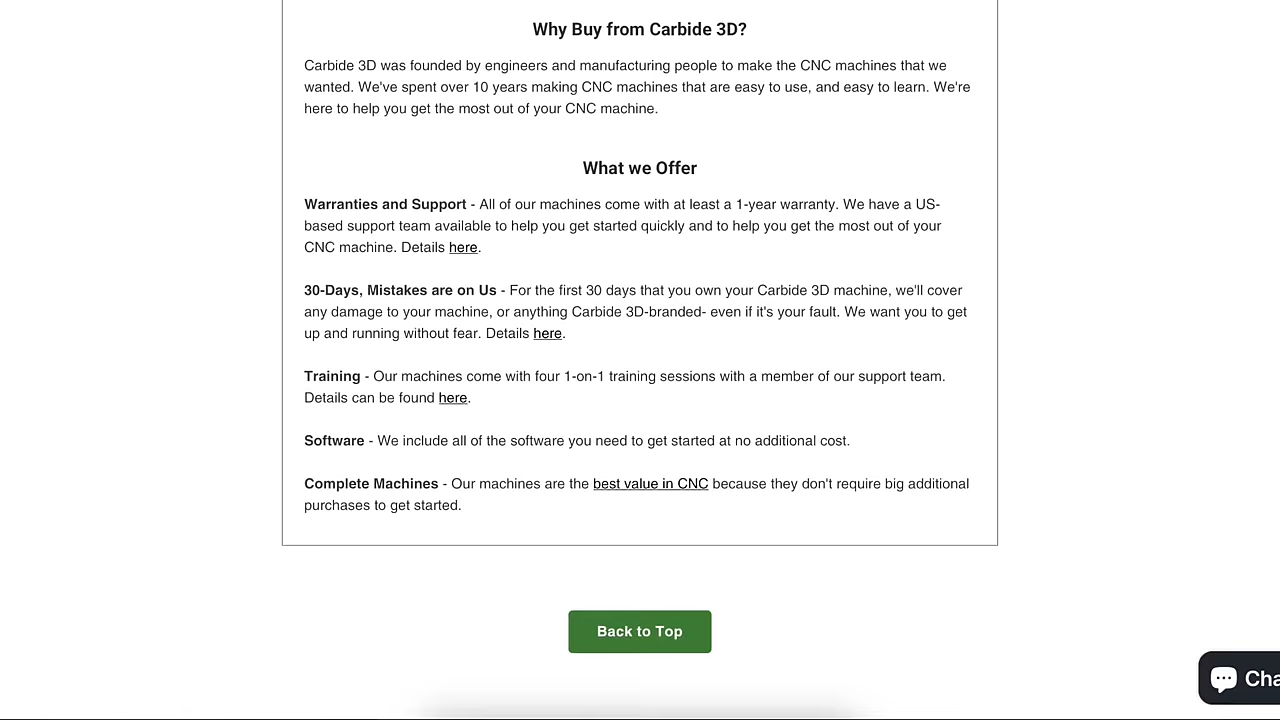 Why Buy from Carbide 3D?
Carbide 3D was founded by engineers and manufacturing people to make the CNC machines that we
wanted. We've spent over 10 years making CNC machines that are easy to use, and easy to learn. We're
here to help you get the most out of your CNC machine.
What we Offer
Warranties and Support - All of our machines come with at least a 1-year warranty. We have a US-
based support team available to help you get started quickly and to help you get the most out of your
CNC machine. Details here.
30-Days, Mistakes are on Us - For the first 30 days that you own your Carbide 3D machine, we'll cover
any damage to your machine, or anything Carbide 3D-branded- even if it's your fault. We want you to get
up and running without fear. Details here.
Training - Our machines come with four 1-on-1 training sessions with a member of our support team.
Details can be found here.
Software - We include all of the software you need to get started at no additional cost.
Complete Machines - Our machines are the best value in CNC because they don't require big additional
purchases to get started.
Back to Top
Cha